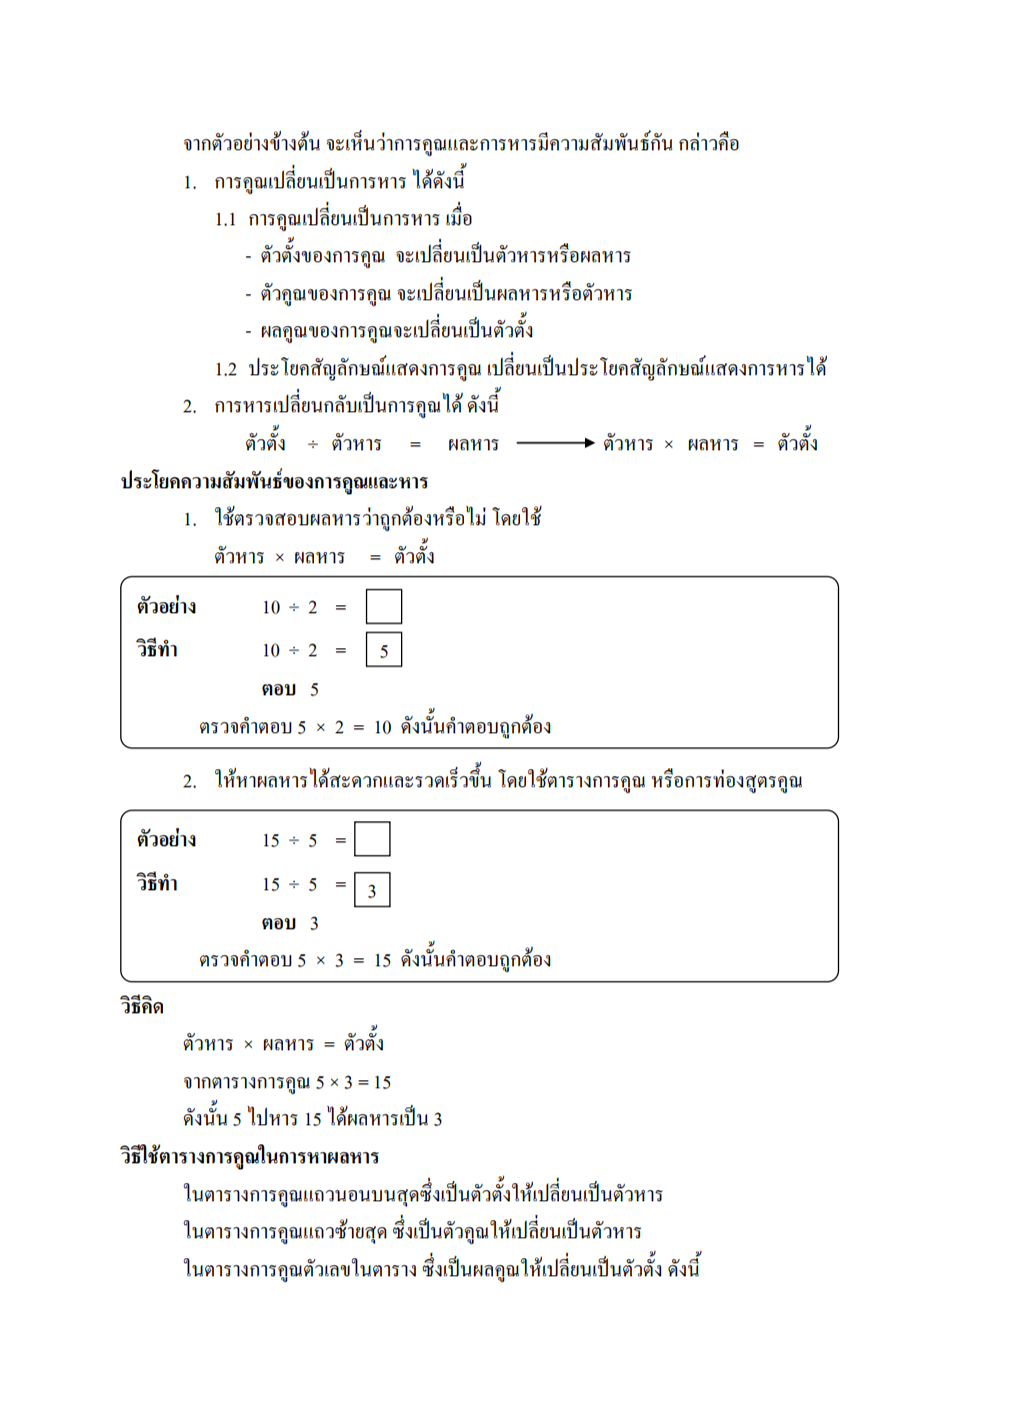 จากตัวอย่างข้างต้น จะเห็นว่าการคูณและการหารมีความสัมพันธ์กัน กล่าวคือ
1. การคูณเปลี่ยนเป็นการหาร ได้ดังนี้
1.1 การคูณเปลี่ยนเป็นการหาร เมื่อ
- ตัวตั้งของการคูณ จะเปลี่ยนเป็นตัวหารหรือผลหาร
- ตัวคูณของการคูณ จะเปลี่ยนเป็นผลหารหรือตัวหาร
- ผลคูณของการคูณจะเปลี่ยนเป็นตัวตั้ง
1.2 ประโยคสัญลักษณ์แสดงการคูณ เปลี่ยนเป็นประโยคสัญลักษณ์แสดงการหารได้
2. การหารเปลี่ยนกลับเป็นการคูณได้ ดังนี้
ตัวตั้ง ÷ ตัวหาร = ผลหาร ⟶ ตัวหาร × ผลหาร = ตัวตั้ง
ประโยคความสัมพันธ์ของการคูณและหาร
1. ใช้ตรวจสอบผลหารว่าถูกต้องหรือไม่ โดยใช้
ตัวหาร × ผลหาร = ตัวตั้ง
ตัวอย่าง 10 ÷ 2 =
วิธีทำ 10 ÷ 2 = 5
ตอบ 5
ตรวจคำตอบ 5 × 2 = 10 ดังนั้นคำตอบถูกต้อง
2. ให้หาผลหารได้สะดวกและรวดเร็วขึ้น โดยใช้ตารางการคูณ หรือการท่องสูตรคูณ
ตัวอย่าง 15 ÷ 5 =
วิธีทำ 15 ÷ 5 = 3
ตอบ 3
ตรวจคำตอบ 5 × 3 = 15 ดังนั้นคำตอบถูกต้อง
วิธีคิด
ตัวหาร × ผลหาร = ตัวตั้ง
จากตารางการคูณ 5 × 3 = 15
ดังนั้น 5 ไปหาร 15 ได้ผลหารเป็น 3
วิธีใช้ตารางการคูณในการหาผลหาร
ในตารางการคูณแถวนอนบนสุดซึ่งเป็นตัวตั้งให้เปลี่ยนเป็นตัวหาร
ในตารางการคูณแถวซ้ายสุด ซึ่งเป็นตัวคูณให้เปลี่ยนเป็นตัวหาร
ในตารางการคูณตัวเลขในตาราง ซึ่งเป็นผลคูณให้เปลี่ยนเป็นตัวตั้ง ดังนี้